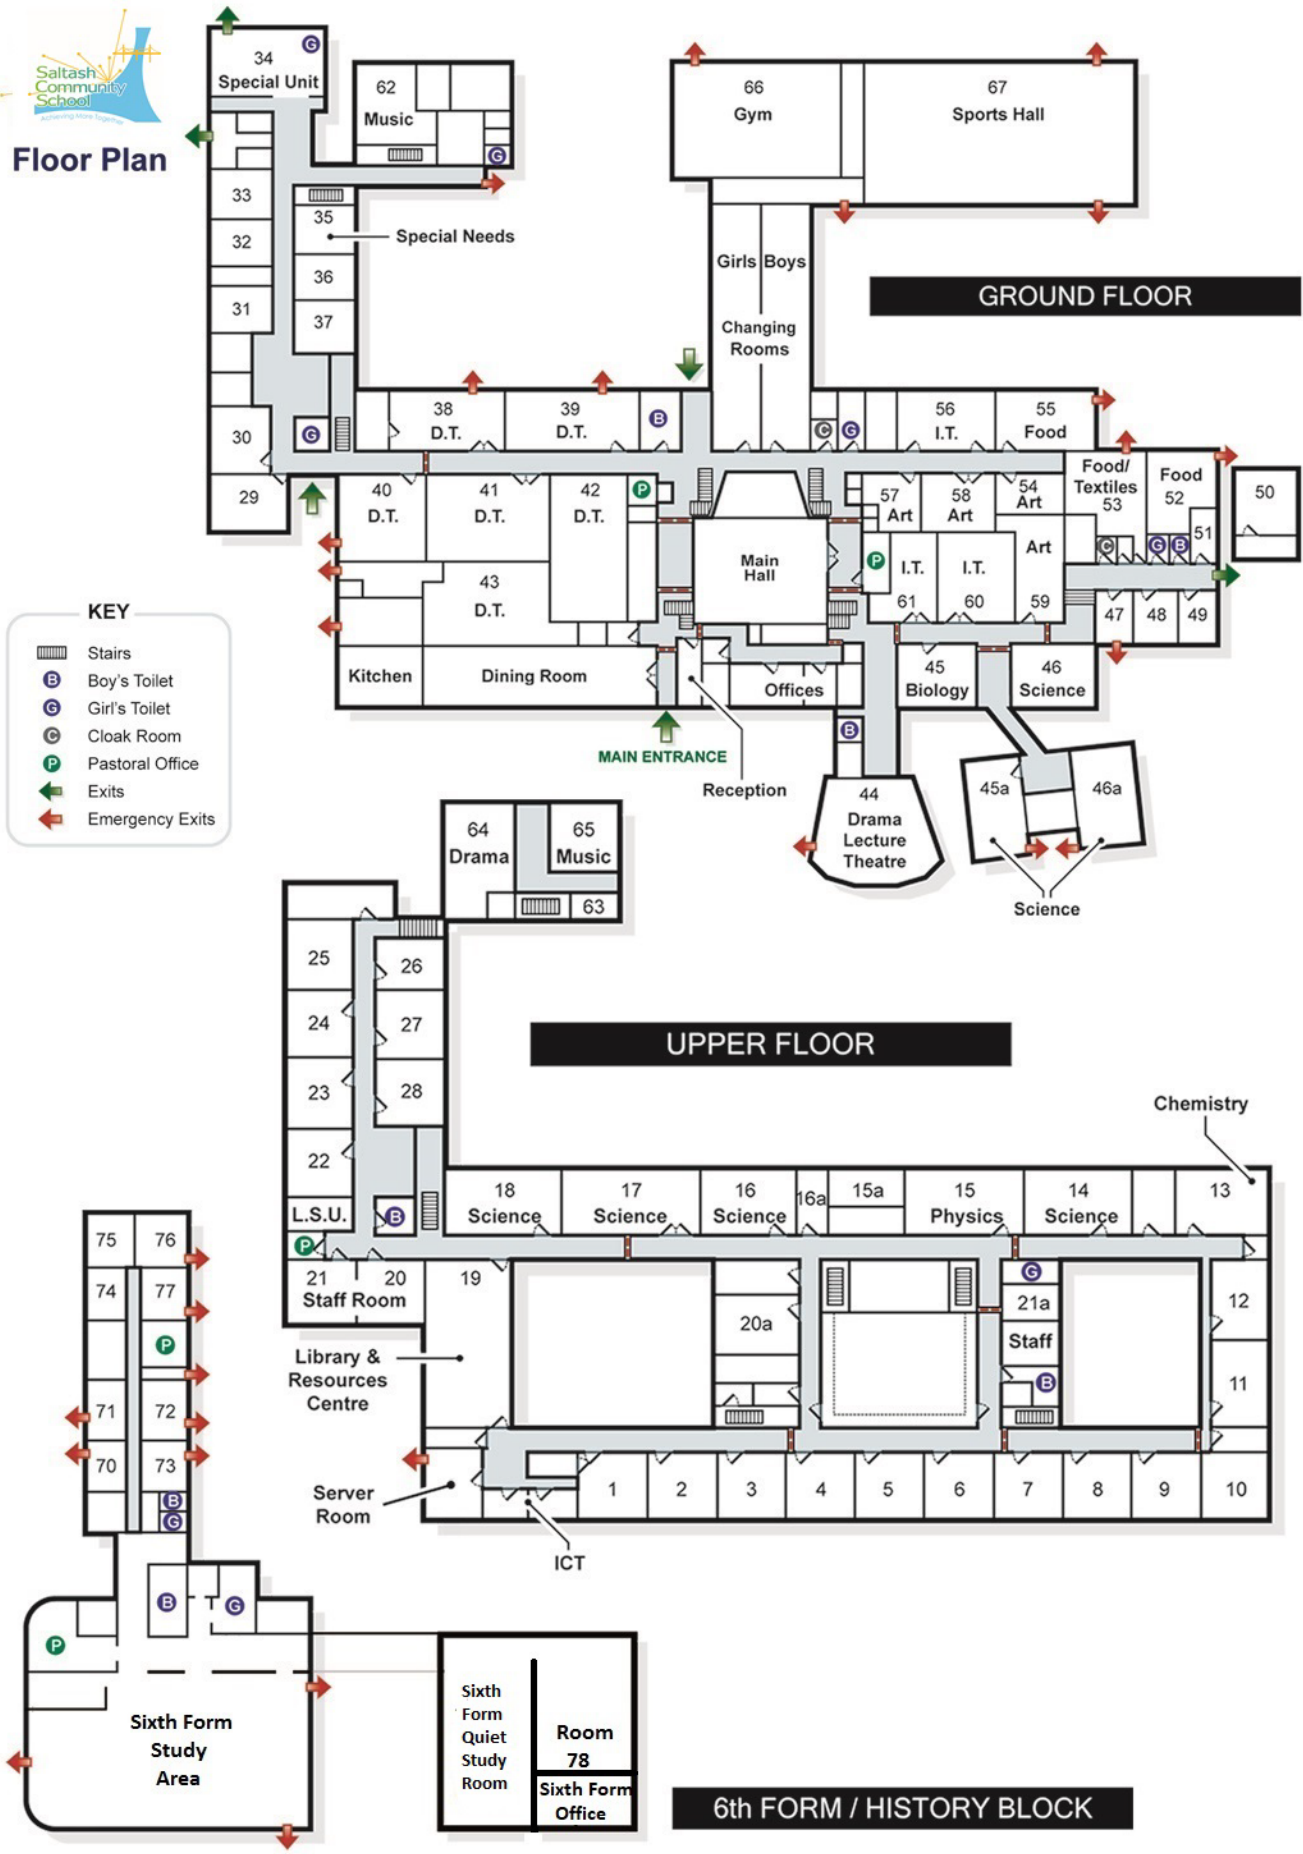 Saltash
Community
School
Achieving More Together
Floor Plan
34
Special Unit
G
62
Music
G
66
Gym
67
Sports Hall
33
32
31
30
29
35
Special Needs
36
37
G
Girls
Boys
Changing
Rooms
GROUND FLOOR
38
D.T.
39
D.T.
B
C
G
56
I.T.
55
Food
40
D.T.
41
D.T.
42
D.T.
P
43
D.T.
Kitchen
Dining Room
Main
Hall
57
Art
58
Art
54
Art
Food/
Textiles
53
Food
52
51
50
C
G
B
P
I.T.
61
I.T.
60
Art
59
47
48
49
45
Biology
46
Science
Offices
MAIN ENTRANCE
Reception
B
44
Drama
Lecture
Theatre
45a
46a
Science
KEY
Stairs
B
Boy's Toilet
G
Girl's Toilet
C
Cloak Room
P
Pastoral Office
Exits
Emergency Exits
64
Drama
65
Music
63
25
24
23
22
L.S.U.
P
26
27
28
B
UPPER FLOOR
Chemistry
18
Science
17
Science
16
Science
16a
15a
15
Physics
14
Science
13
21
20
Staff Room
19
Library &
Resources
Centre
20a
G
21a
Staff
B
12
11
Server
Room
ICT
1
2
3
4
5
6
7
8
9
10
75
76
74
77
P
71
72
70
73
B
G
B
G
P
Sixth Form
Study
Area
Sixth
Form
Quiet
Study
Room
Room
78
Sixth Form
Office
6th FORM / HISTORY BLOCK